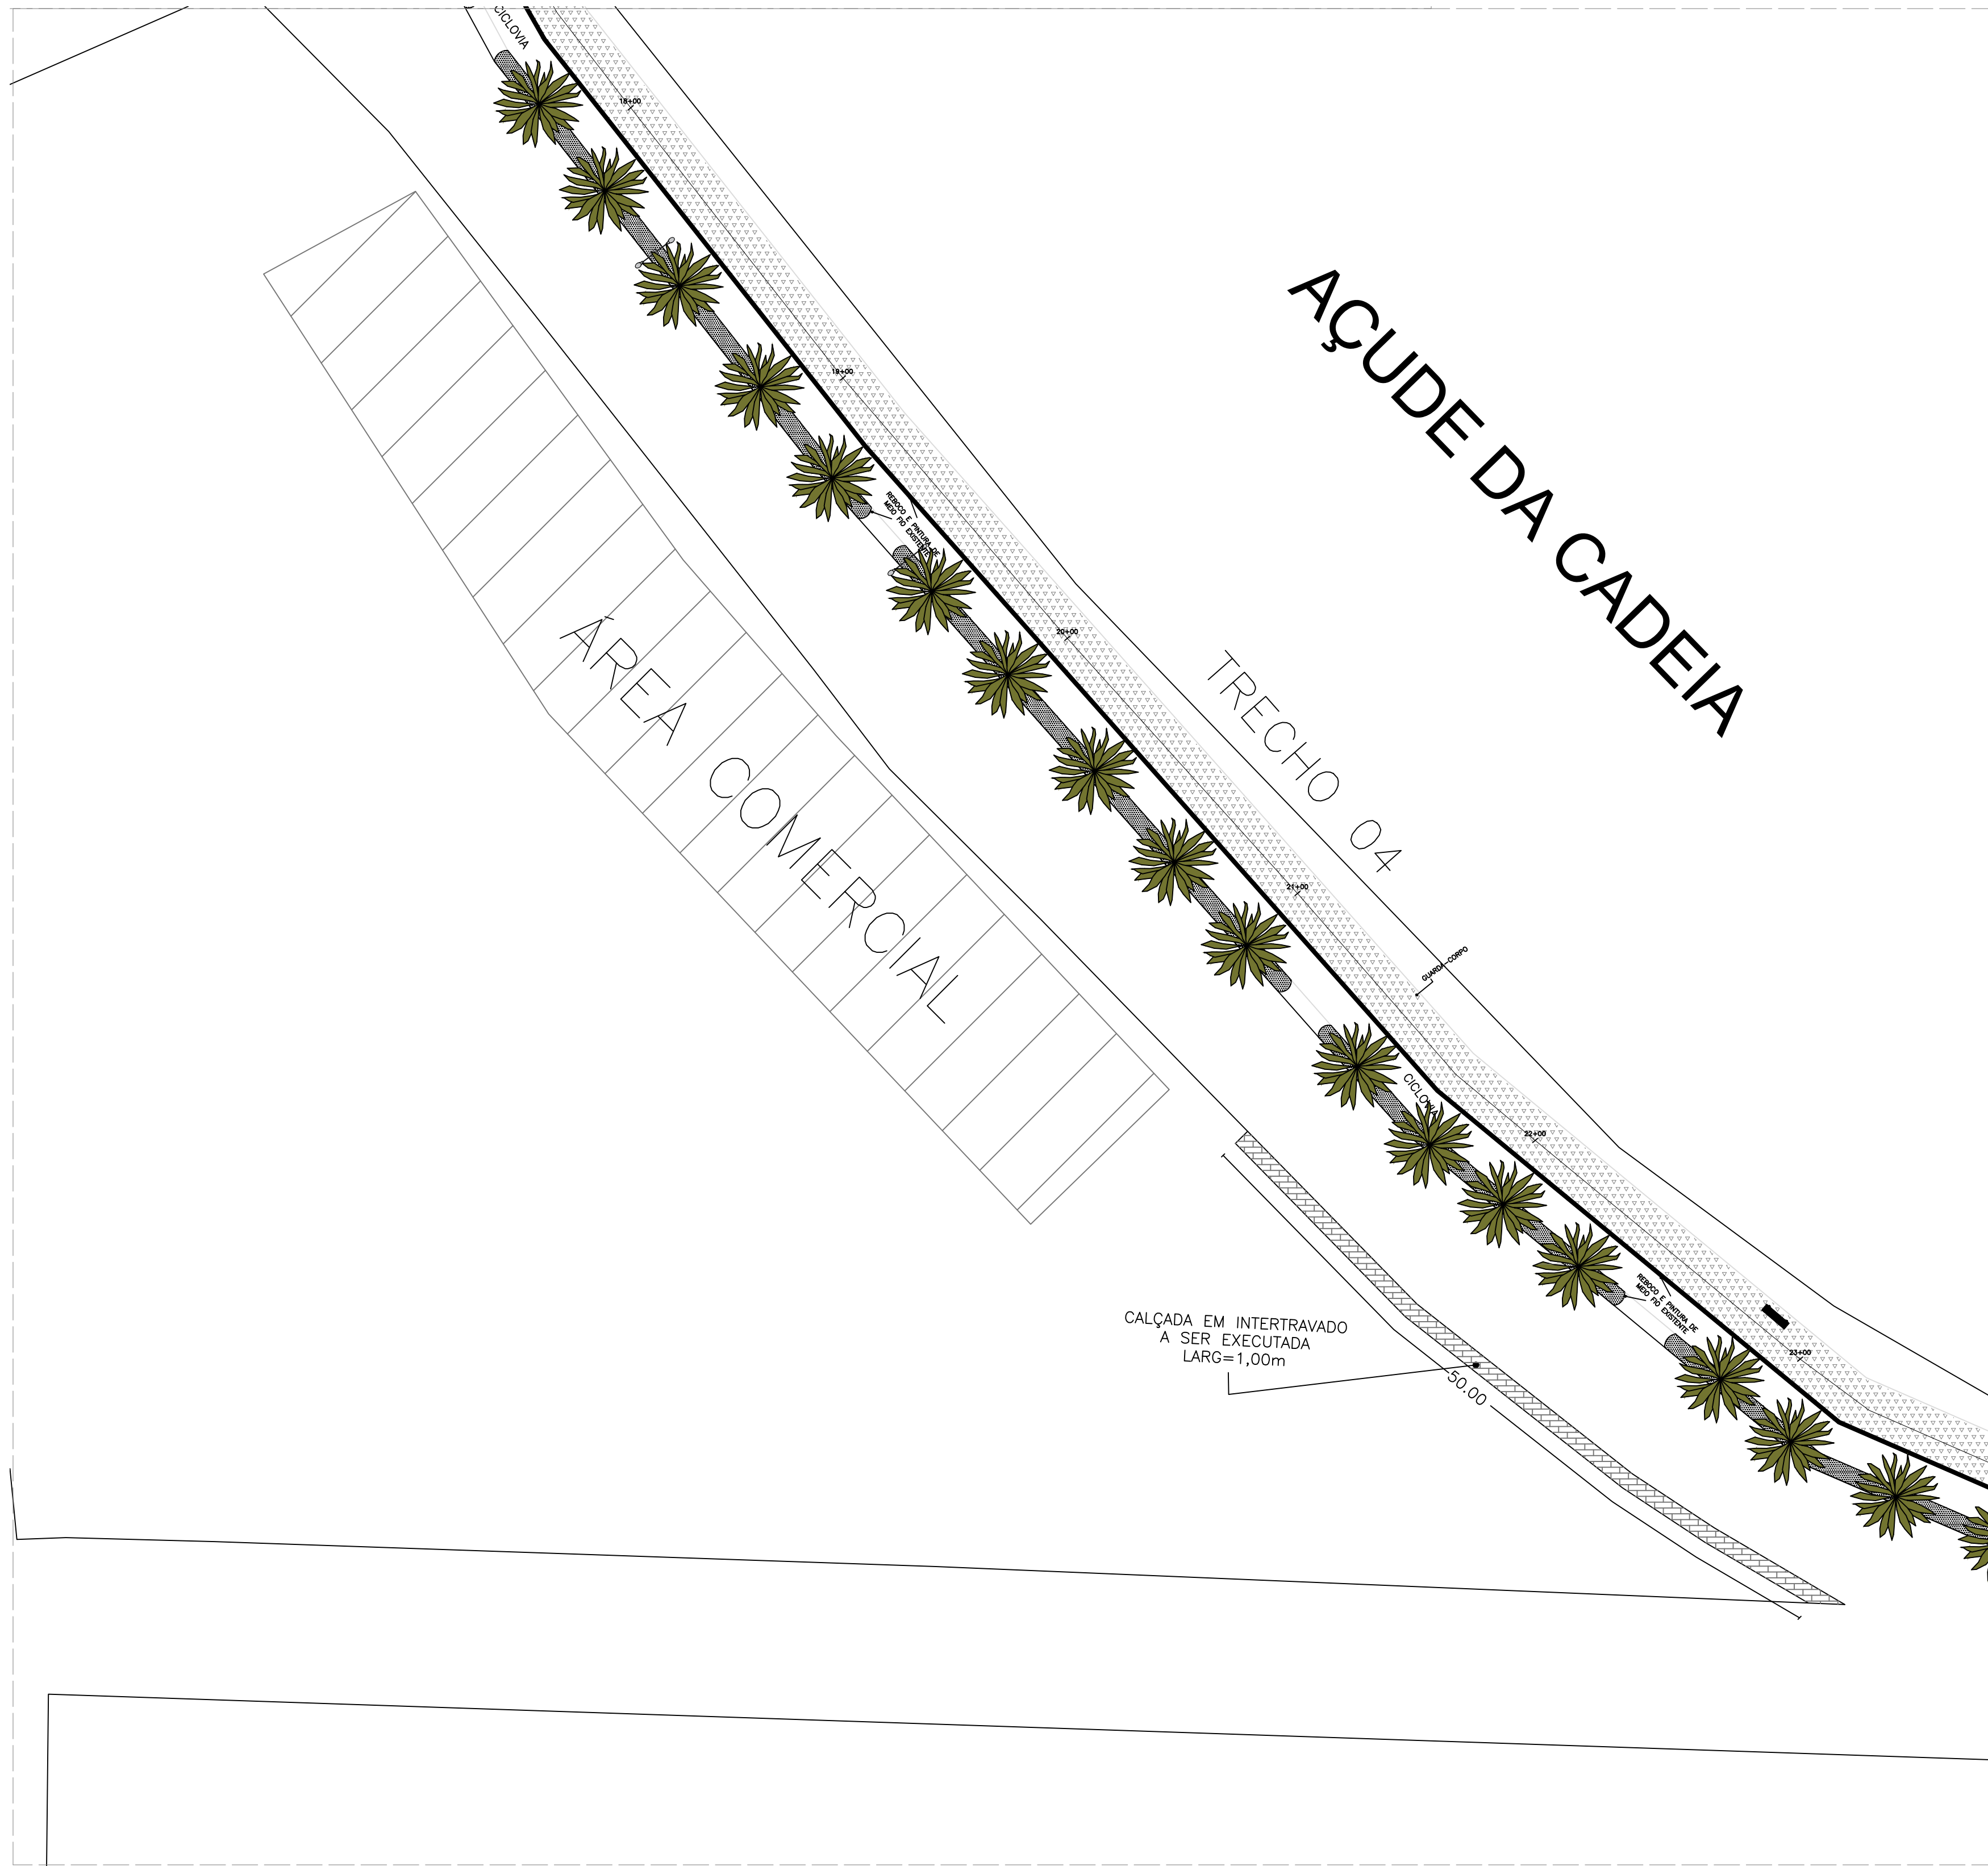 CICLOVIA
18+00
19+00
AÇUDE DA CADEIA
REBOCO E PINTURA DE
MEIO FIO EXISTENTE
20+00
TRECHO 04
ÁREA COMERCIAL
21+00
GUARDA-CORPO
CICLOVIA
22+00
REBOCO E PINTURA DE
MEIO FIO EXISTENTE
23+00
CALÇADA EM INTERTRAVADO
A SER EXECUTADA
LARG=1,00m
50.00